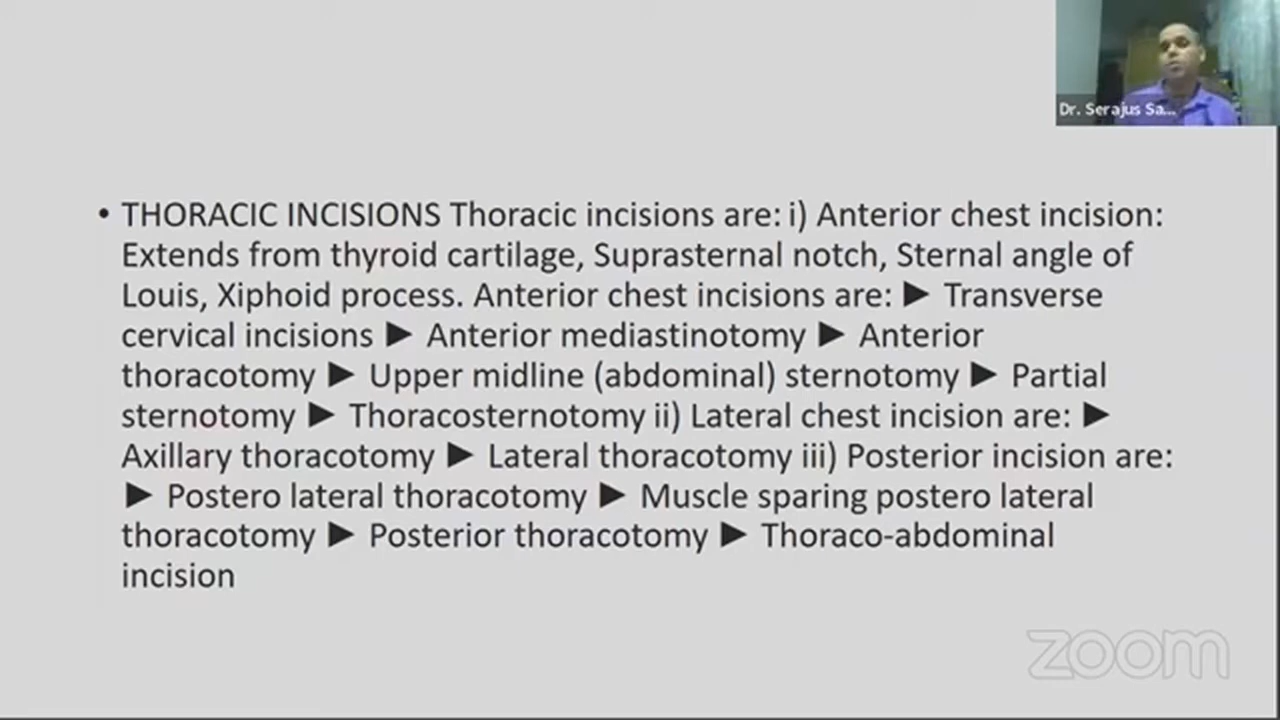 Dr. Serajus Sa...
• THORACIC INCISIONS Thoracic incisions are: i) Anterior chest incision:
Extends from thyroid cartilage, Suprasternal notch, Sternal angle of
Louis, Xiphoid process. Anterior chest incisions are: ► Transverse
cervical incisions ► Anterior mediastinotomy ► Anterior
thoracotomy ► Upper midline (abdominal) sternotomy ► Partial
sternotomy ► Thoracosternotomy ii) Lateral chest incision are: ►
Axillary thoracotomy ► Lateral thoracotomy iii) Posterior incision are:
► Postero lateral thoracotomy ► Muscle sparing postero lateral
thoracotomy ► Posterior thoracotomy ► Thoraco-abdominal
incision
zoom